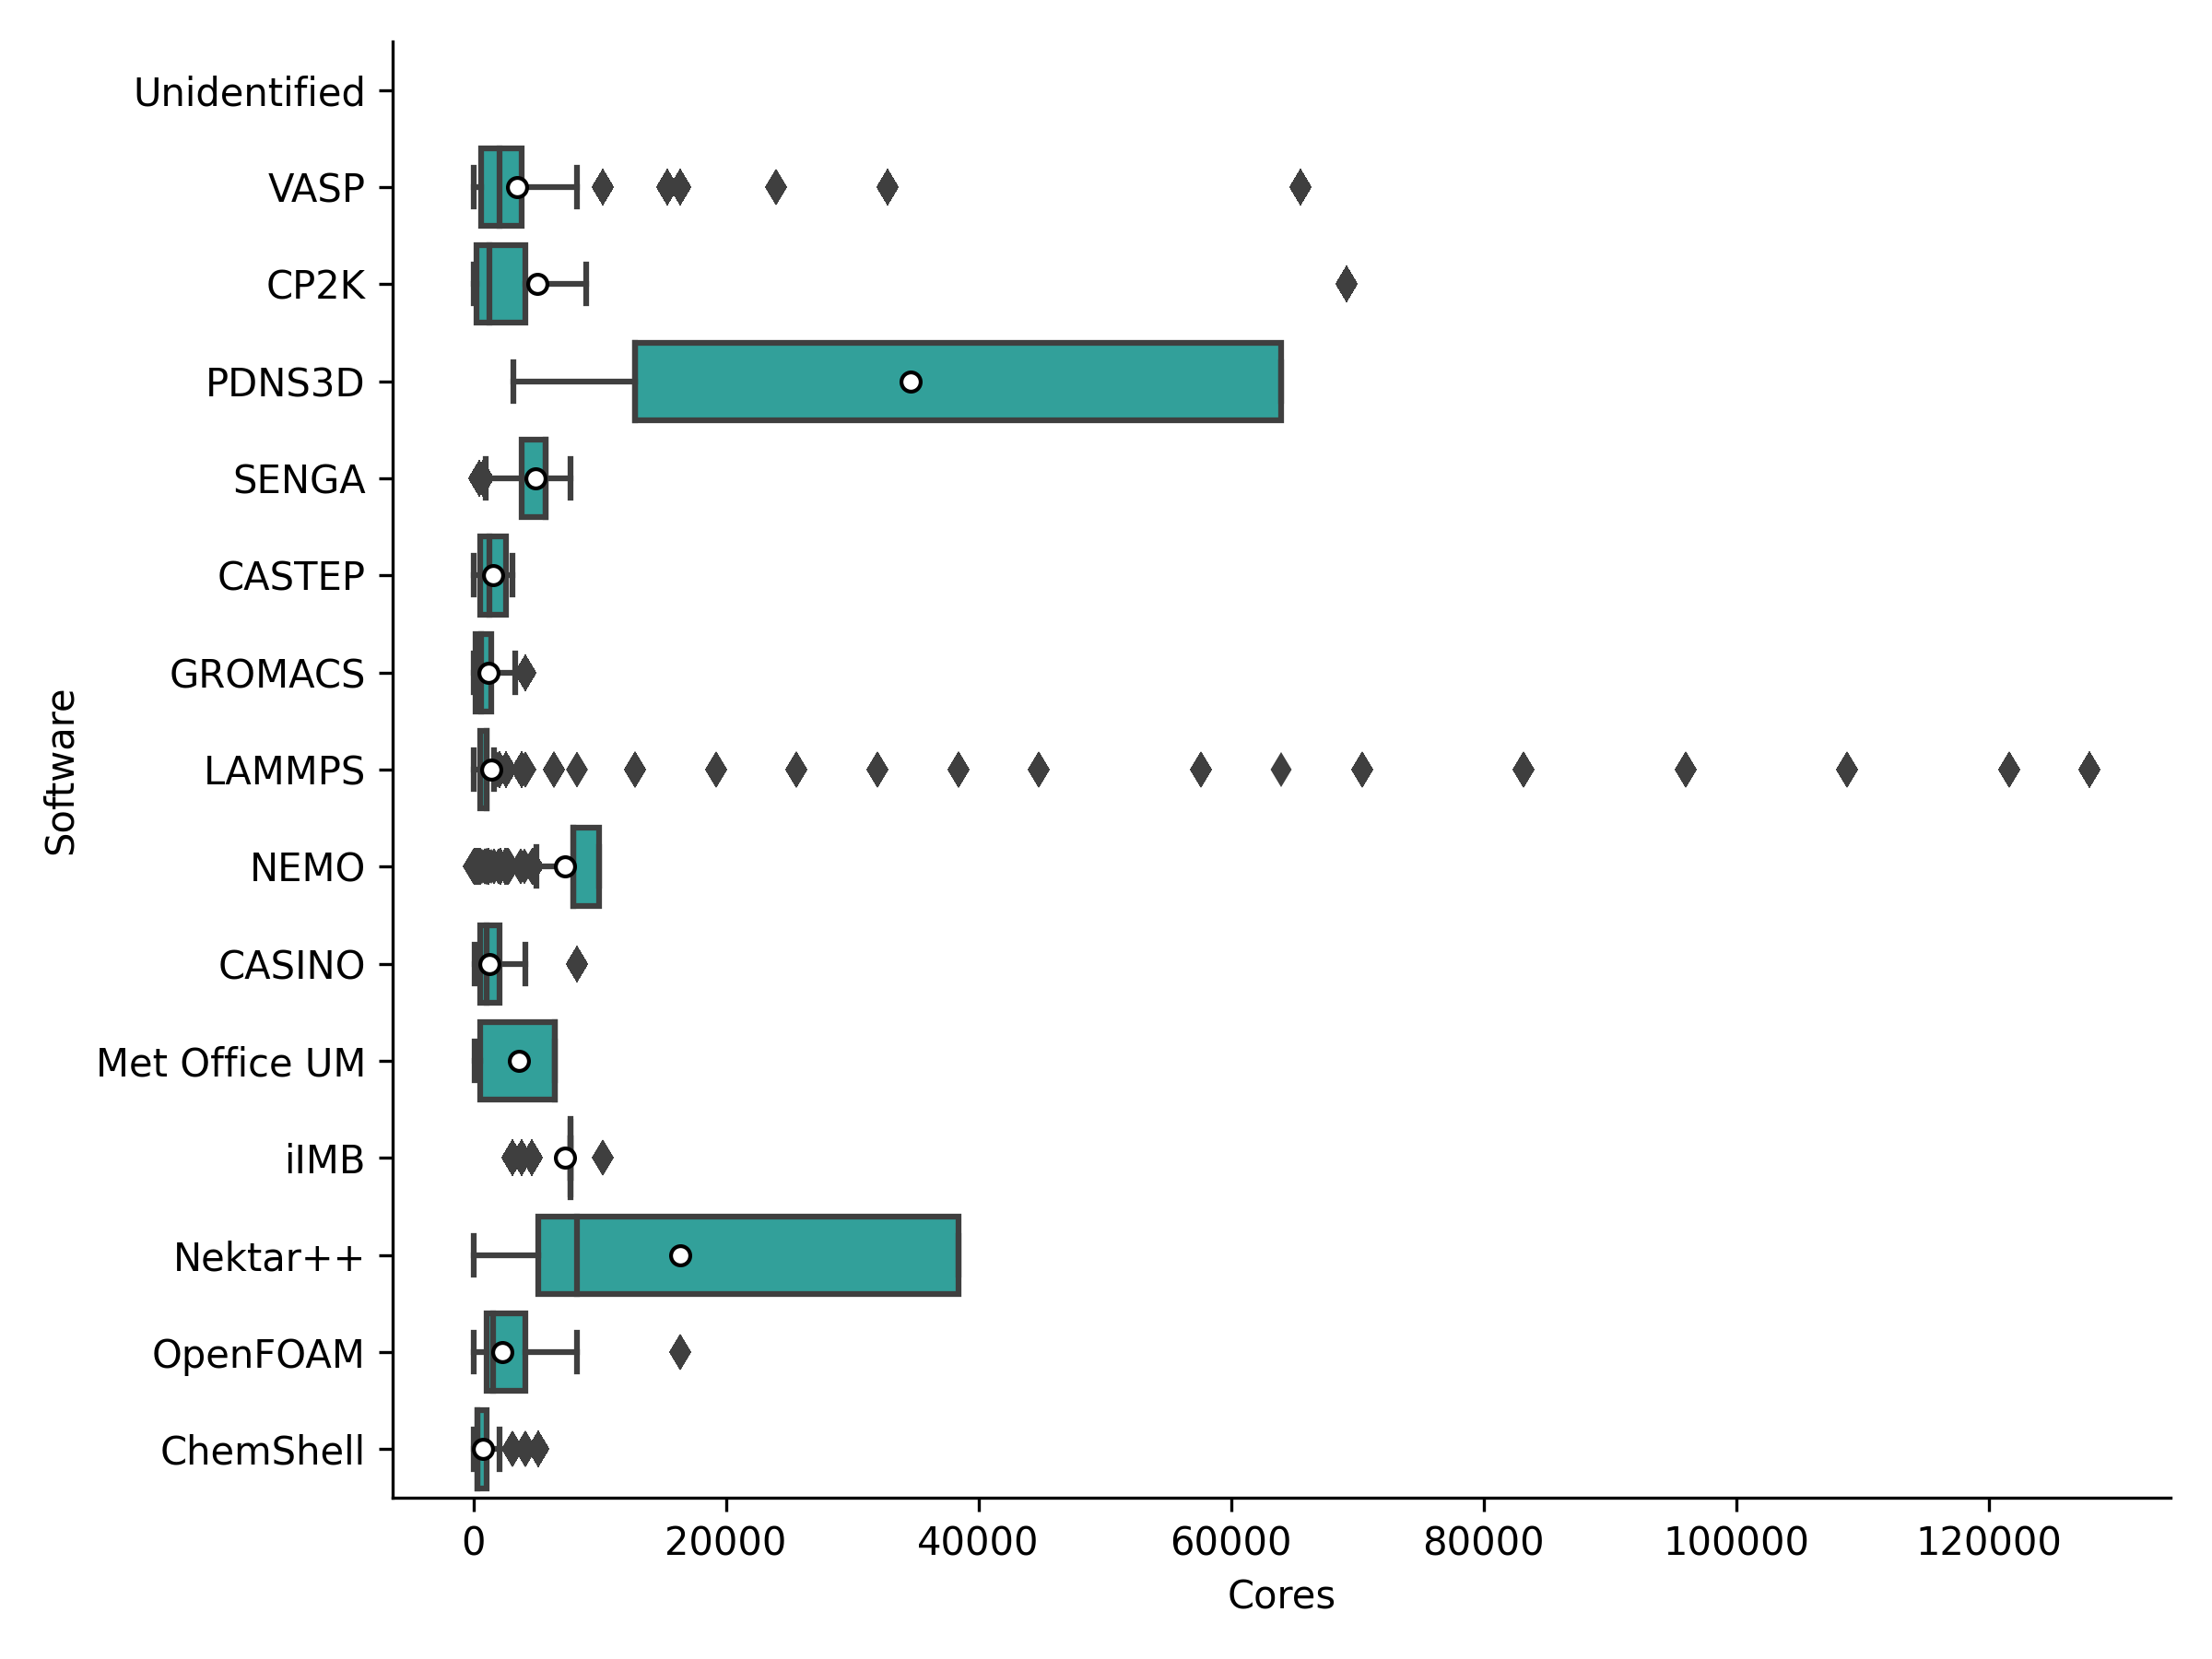 Unidentified
VASP
CP2K
PDNS3D
SENGA
CASTEP
GROMACS
LAMMPS
NEMO
CASINO
Met Office UM
iIMB
Nektar++
OpenFOAM
ChemShell
Software
0 20000 40000 60000 80000 100000 120000
Cores